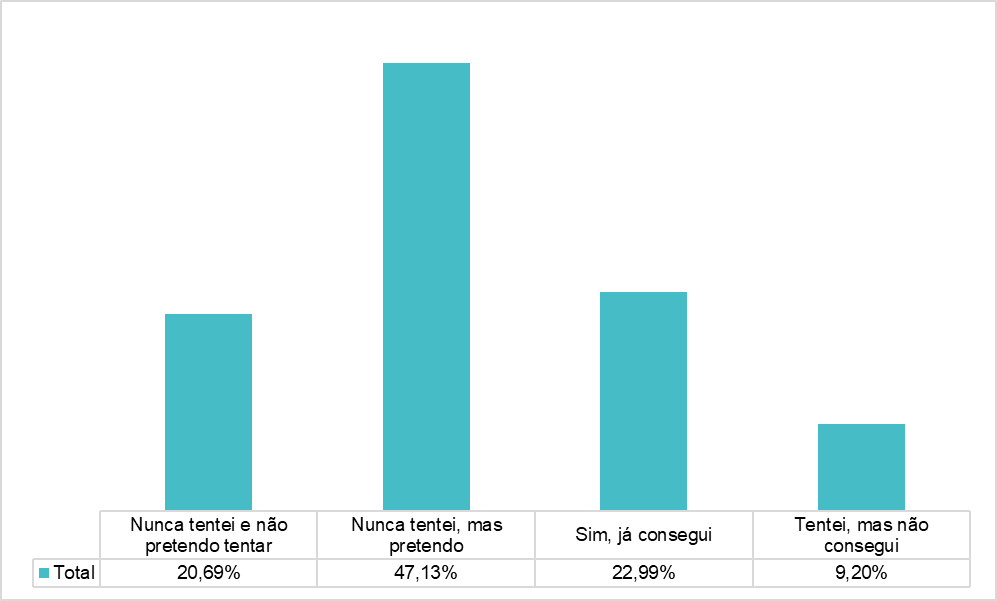 Nunca tentei e não
pretendo tentar
Nunca tentei, mas
pretendo
Sim, já consegui
Tentei, mas não
consegui
Total
20,69%
47,13%
22,99%
9,20%